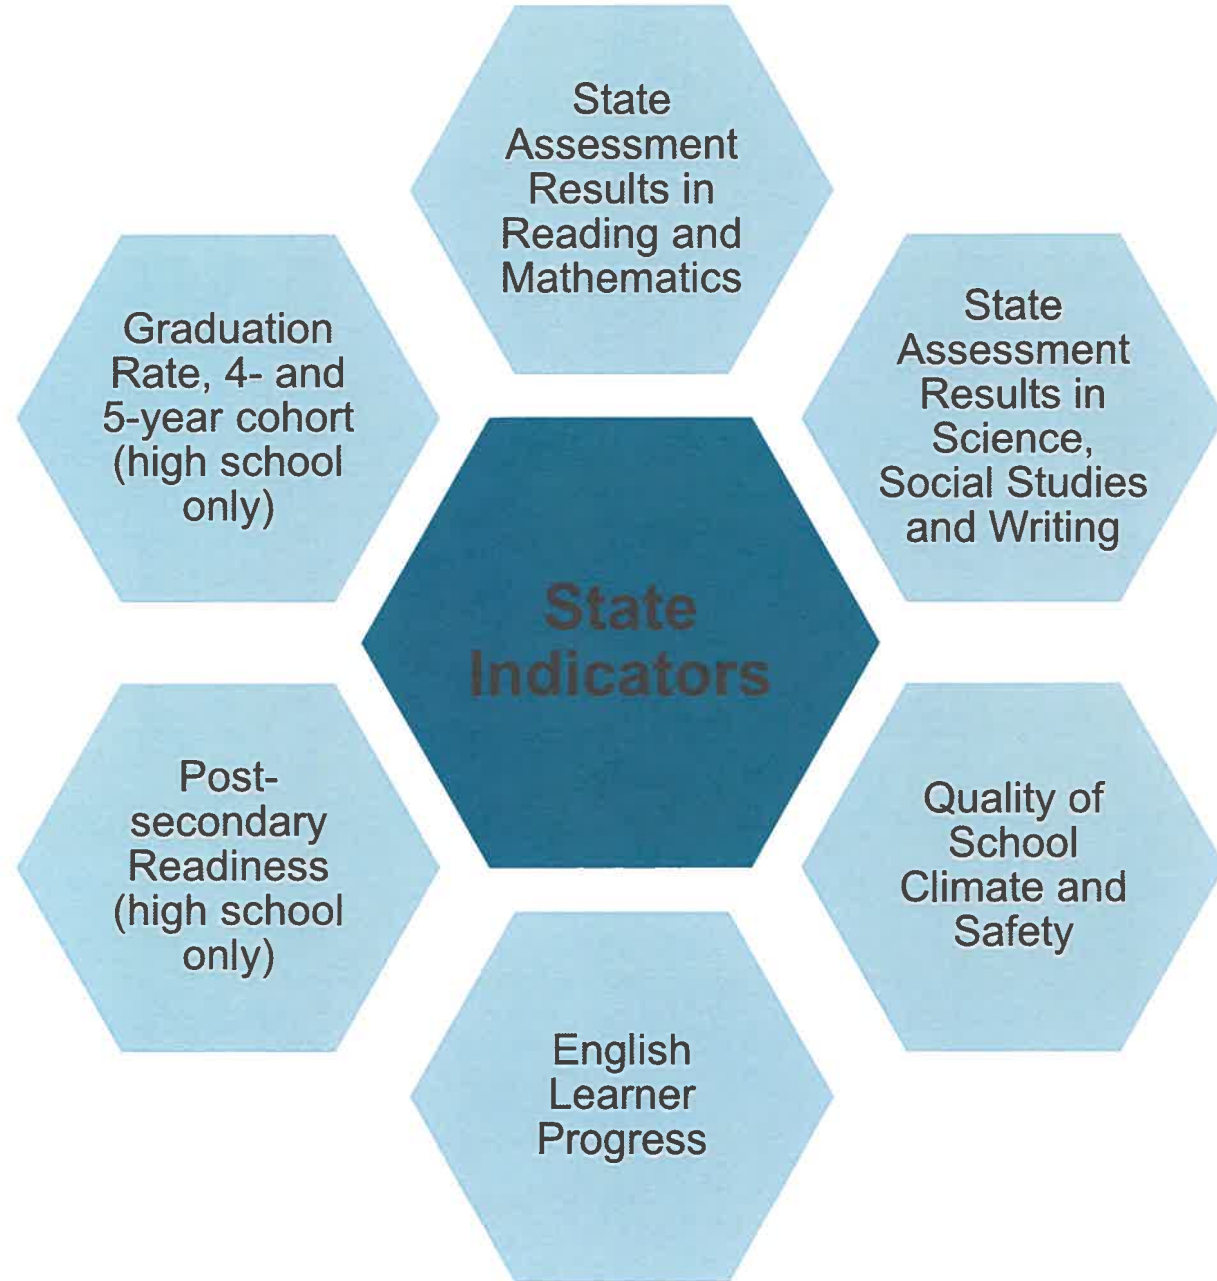 State
Assessment
Results in
Reading and
Mathematics
State
Assessment
Results in
Science,
Social Studies
and Writing
Quality of
School
Climate and
Safety
English
Learner
Progress
Post-
secondary
Readiness
(high school
only)
Graduation
Rate, 4- and
5-year cohort
(high school
only)
State
Indicators